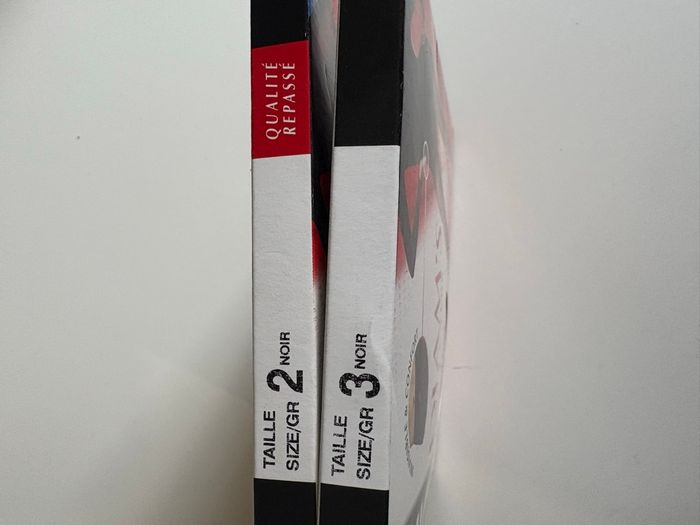 QUALITÉ
REPASSÉ
TAILLE
SIZE/GR 2 NOIR
TAILLE
SIZE/GR 3 NOIR